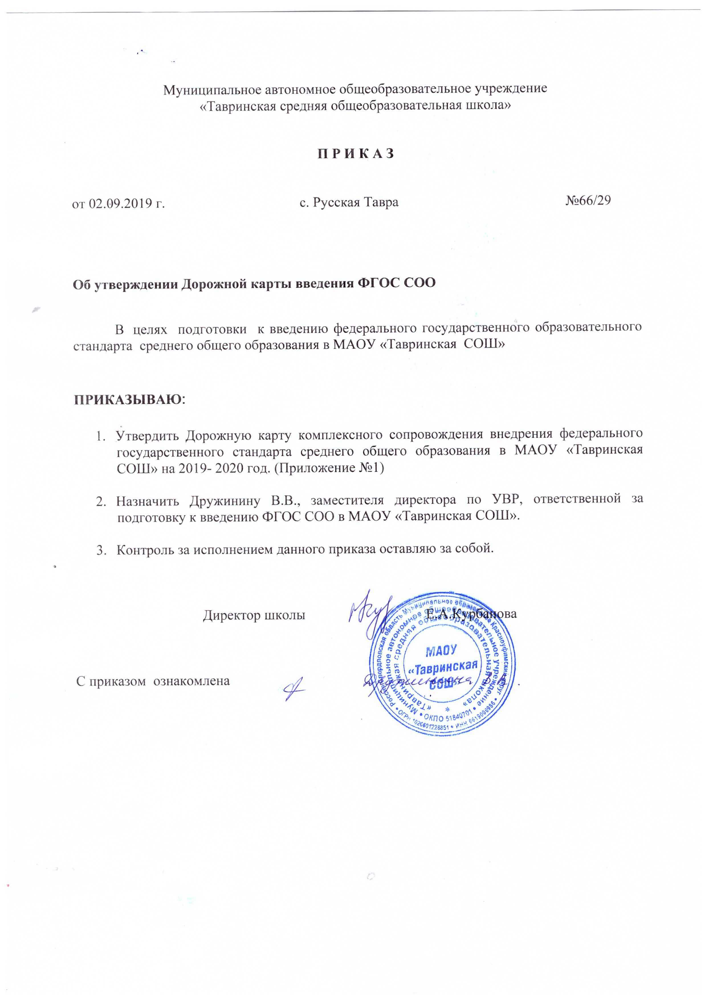 Муниципальное автономное общеобразовательное учреждение
«Тавринская средняя общеобразовательная школа»
П Р И К А З
от 02.09.2019 г. с. Русская Тавра №66/29
Об утверждении Дорожной карты введения ФГОС СОО
В целях подготовки к введению федерального государственного образовательного
стандарта среднего общего образования в МАОУ «Тавринская СОШ»
ПРИКАЗЫВАЮ:
1. Утвердить Дорожную карту комплексного сопровождения внедрения федерального
государственного стандарта среднего общего образования в МАОУ «Тавринская
СОШ» на 2019- 2020 год. (Приложение №1)
2. Назначить Дружинину В.В., заместителя директора по УВР, ответственной за
подготовку к введению ФГОС СОО в МАОУ «Тавринская СОШ».
3. Контроль за исполнением данного приказа оставляю за собой.
Директор школы Е.А.Курбанова
С приказом ознакомлена Дружинина
Россия Свердловская область Муниципальное образование Красноуфимский округ
• ОГРН 1026601228851 • ИНН 6619006986 •
Муниципальное автономное общеобразовательное учреждение
• ОКПО 51840701 •
«Тавринская средняя общеобразовательная школа»
*
МАОУ
«Тавринская
СОШ»